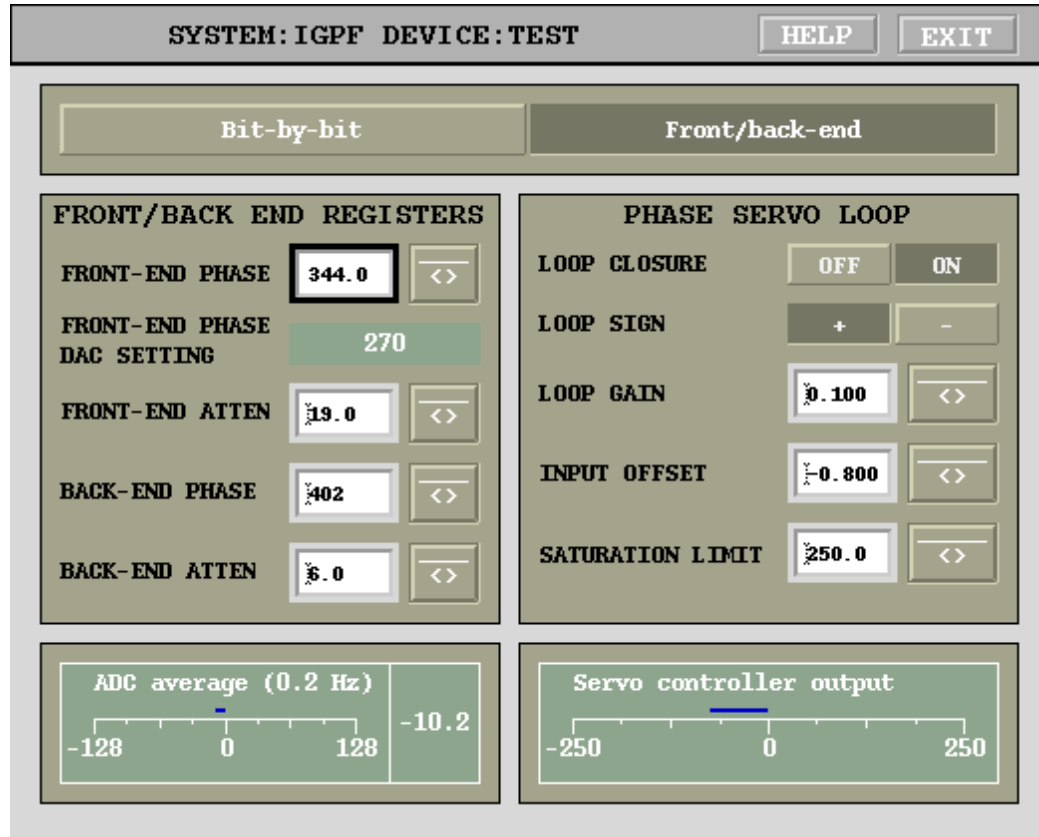 SYSTEM:IGPF DEVICE:TEST HELP EXIT
Bit-by-bit Front/back-end
FRONT/BACK END REGISTERS
FRONT-END PHASE 344.0 <>
FRONT-END PHASE
DAC SETTING 270
FRONT-END ATTEN 19.0 <>
BACK-END PHASE 402 <>
BACK-END ATTEN 6.0 <>
PHASE SERVO LOOP
LOOP CLOSURE OFF ON
LOOP SIGN + -
LOOP GAIN 0.100 <>
INPUT OFFSET -0.800 <>
SATURATION LIMIT 250.0 <>
ADC average (0.2 Hz)
-128 0 128
-10.2
Servo controller output
-250 0 250